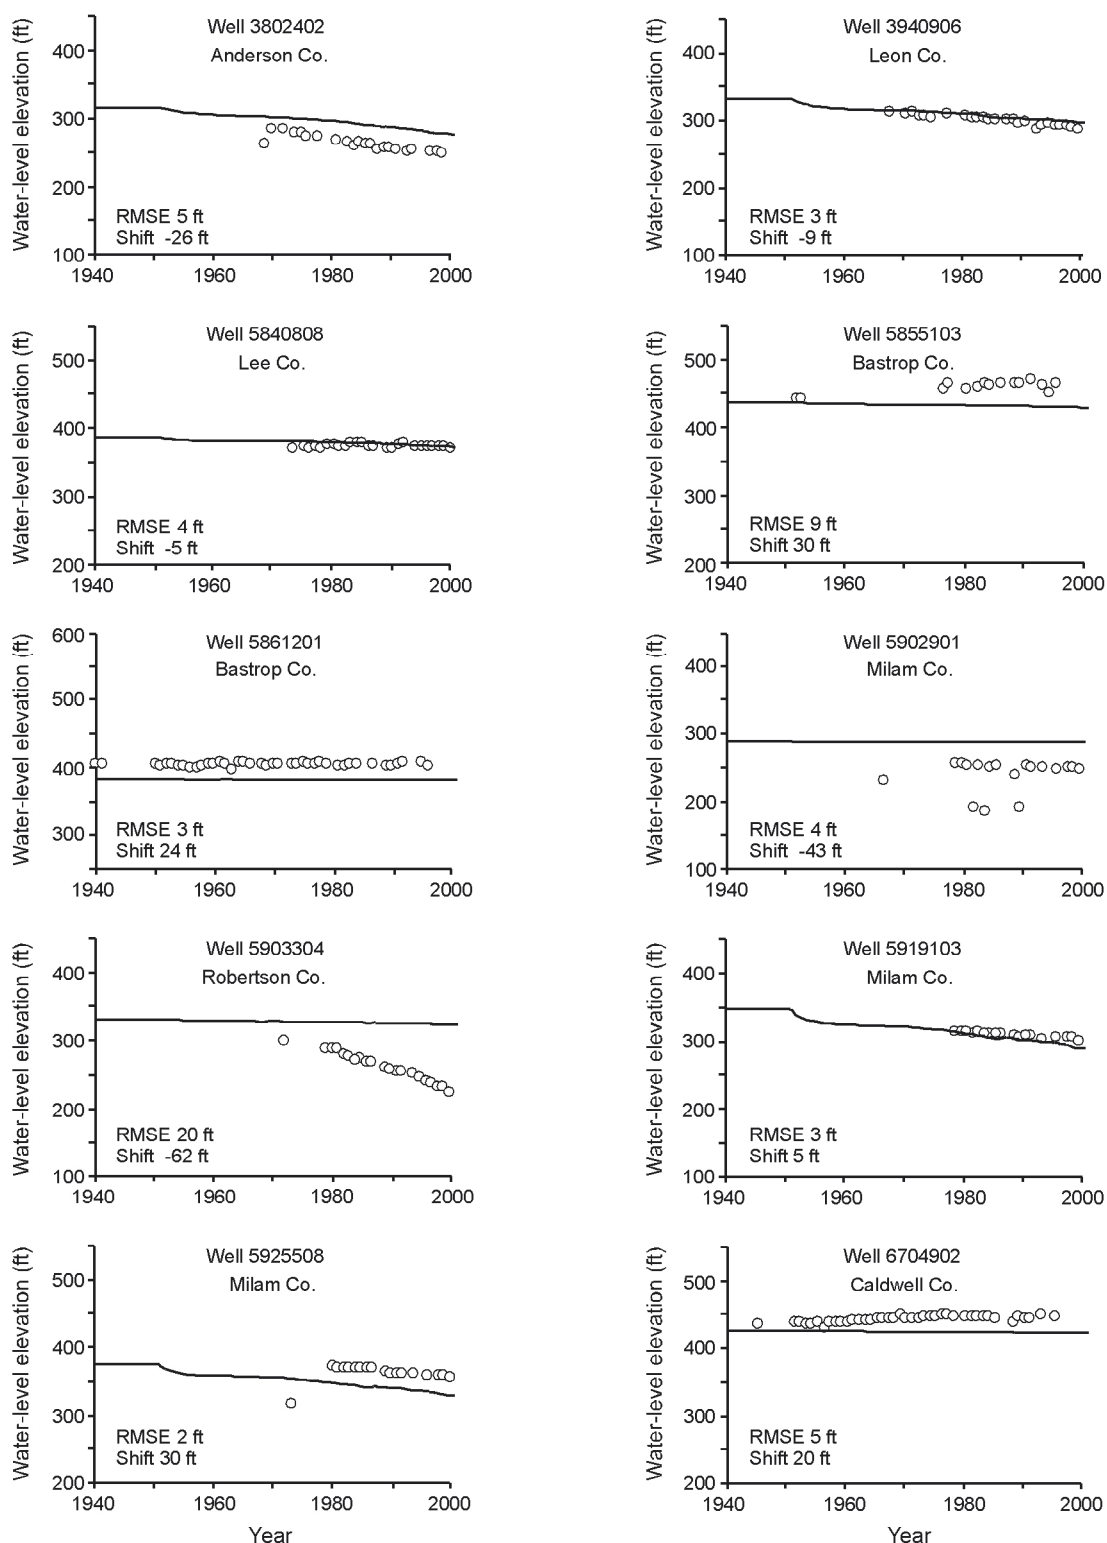 Well 3802402
Anderson Co.
Water-level elevation (ft)
400
300
200
100
RMSE 5 ft
Shift -26 ft
1940 1960 1980 2000
Well 3940906
Leon Co.
Water-level elevation (ft)
400
300
200
100
RMSE 3 ft
Shift -9 ft
1940 1960 1980 2000
Well 5840808
Lee Co.
Water-level elevation (ft)
500
400
300
200
RMSE 4 ft
Shift -5 ft
1940 1960 1980 2000
Well 5855103
Bastrop Co.
Water-level elevation (ft)
500
400
300
200
RMSE 9 ft
Shift 30 ft
1940 1960 1980 2000
Well 5861201
Bastrop Co.
Water-level elevation (ft)
600
500
400
300
RMSE 3 ft
Shift 24 ft
1940 1960 1980 2000
Well 5902901
Milam Co.
Water-level elevation (ft)
400
300
200
100
RMSE 4 ft
Shift -43 ft
1940 1960 1980 2000
Well 5903304
Robertson Co.
Water-level elevation (ft)
400
300
200
100
RMSE 20 ft
Shift -62 ft
1940 1960 1980 2000
Well 5919103
Milam Co.
Water-level elevation (ft)
400
300
200
100
RMSE 3 ft
Shift 5 ft
1940 1960 1980 2000
Well 5925508
Milam Co.
Water-level elevation (ft)
500
400
300
200
RMSE 2 ft
Shift 30 ft
1940 1960 1980 2000
Year
Well 6704902
Caldwell Co.
Water-level elevation (ft)
500
400
300
200
RMSE 5 ft
Shift 20 ft
1940 1960 1980 2000
Year